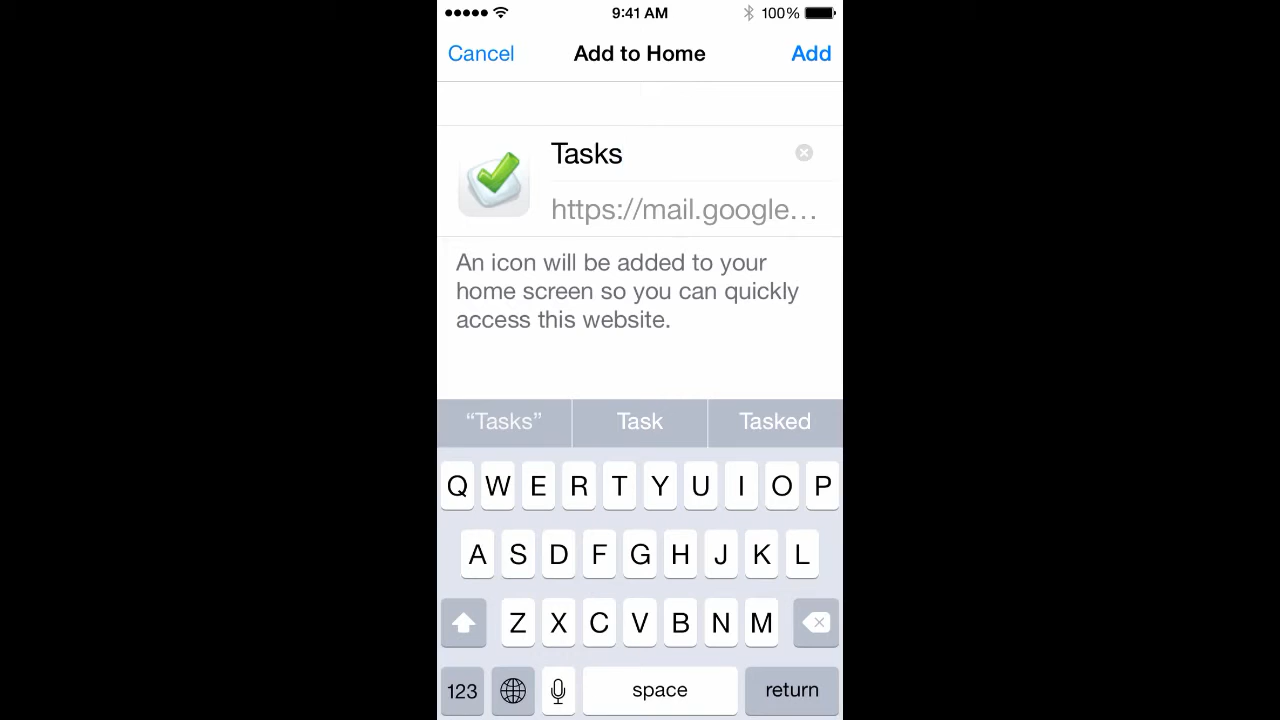 9:41 AM 100%
Cancel Add to Home Add
Tasks
https://mail.google...
An icon will be added to your
home screen so you can quickly
access this website.
“Tasks” Task Tasked
Q W E R T Y U I O P
A S D F G H J K L
Z X C V B N M
123 space return